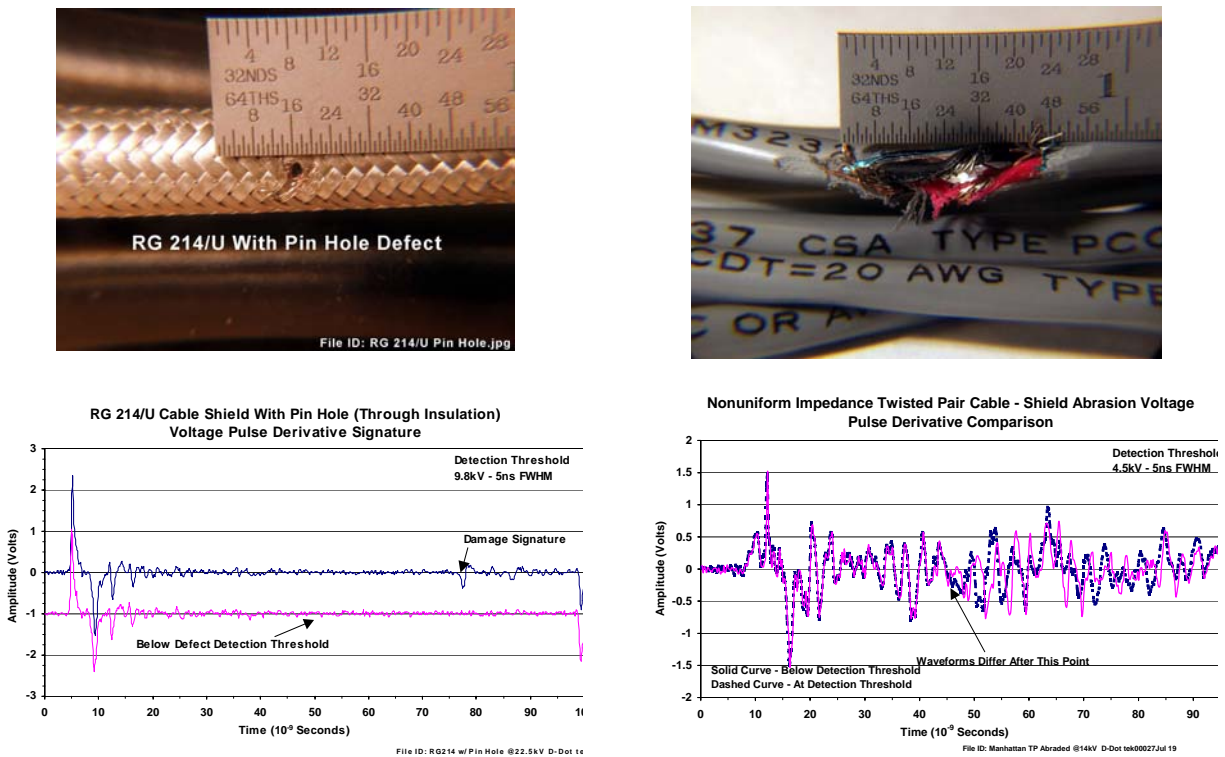 4 8 12 16 20 24 28
32NDS
64THS 16 32
8 24 40 48 56
RG 214/U With Pin Hole Defect
File ID: RG 214/U Pin Hole.jpg
4 8 12 16 20 24 28
32NDS
64THS 16 32 1
8 24 40 48 56
M323
37 CSA TYPE PCC
CDT=20 AWG TYPE
C OR A
RG 214/U Cable Shield With Pin Hole (Through Insulation)
Voltage Pulse Derivative Signature
Detection Threshold
9.8kV - 5ns FWHM
Damage Signature
Below Defect Detection Threshold
Amplitude (Volts)
3
2
1
0
-1
-2
-3
0 10 20 30 40 50 60 70 80 90 10
Time (10⁻⁹ Seconds)
File ID: RG214 w/ Pin Hole @22.5kV D-Dot te
Nonuniform Impedance Twisted Pair Cable - Shield Abrasion Voltage
Pulse Derivative Comparison
Detection Threshold
4.5kV - 5ns FWHM
Waveforms Differ After This Point
Solid Curve - Below Detection Threshold
Dashed Curve - At Detection Threshold
Amplitude (Volts)
2
1.5
1
0.5
0
-0.5
-1
-1.5
-2
0 10 20 30 40 50 60 70 80 90
Time (10⁻⁹ Seconds)
File ID: Manhattan TP Abraded @14kV D-Dot tek00027Jul 19